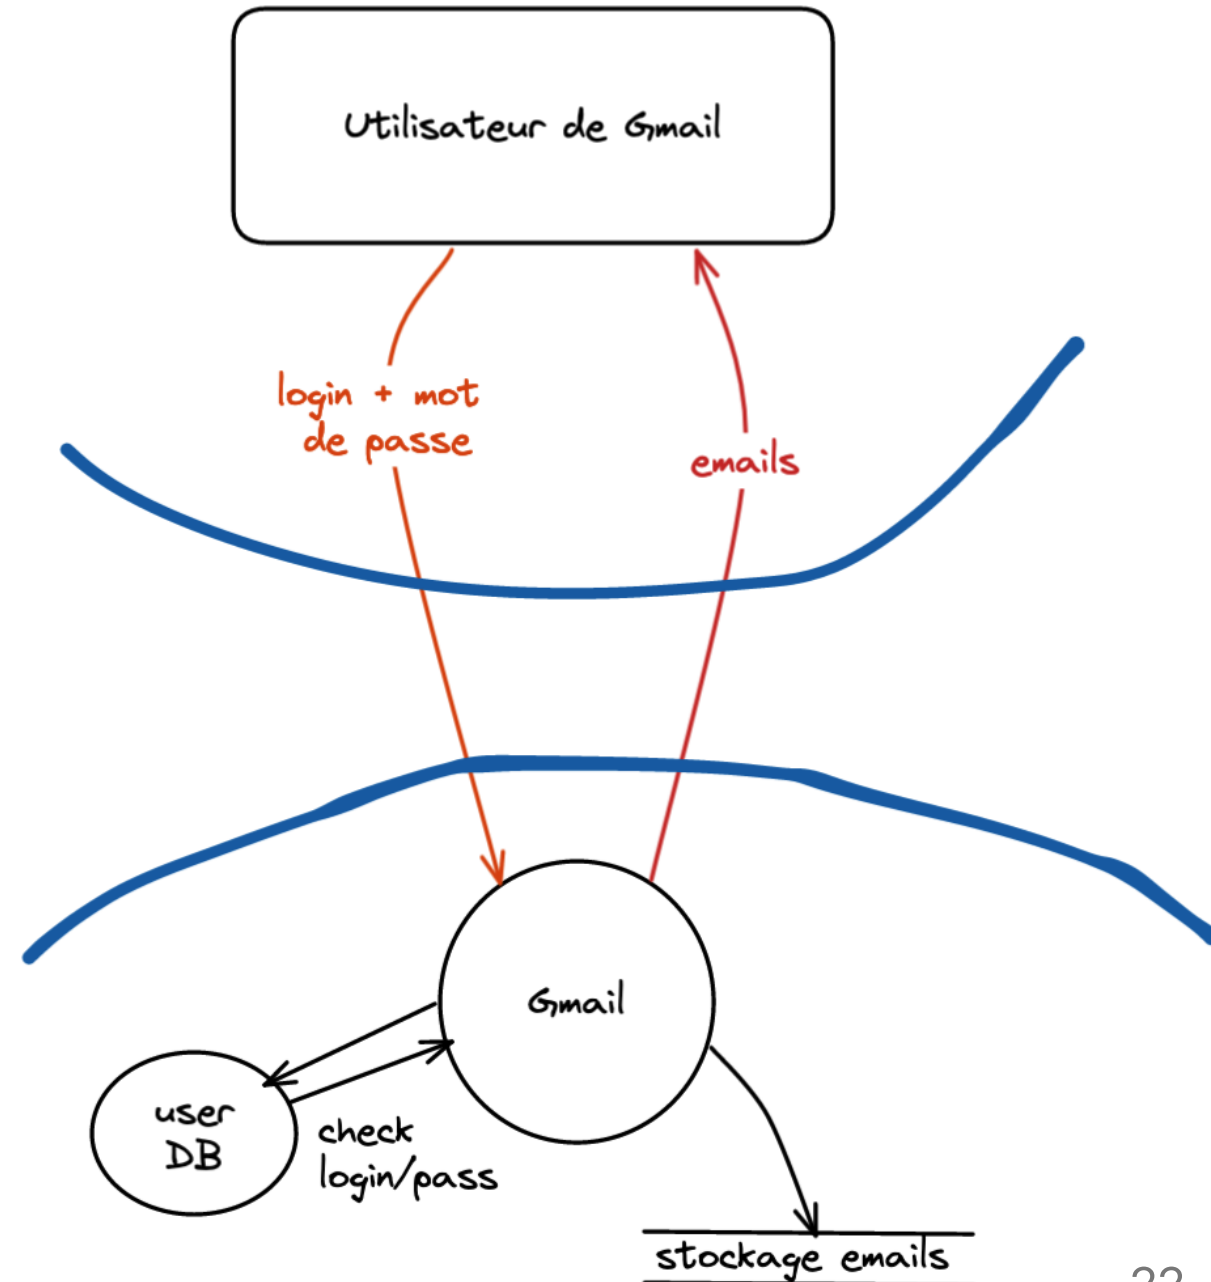 Utilisateur de Gmail
login + mot
de passe
emails
Gmail
user
DB
check
login/pass
stockage emails